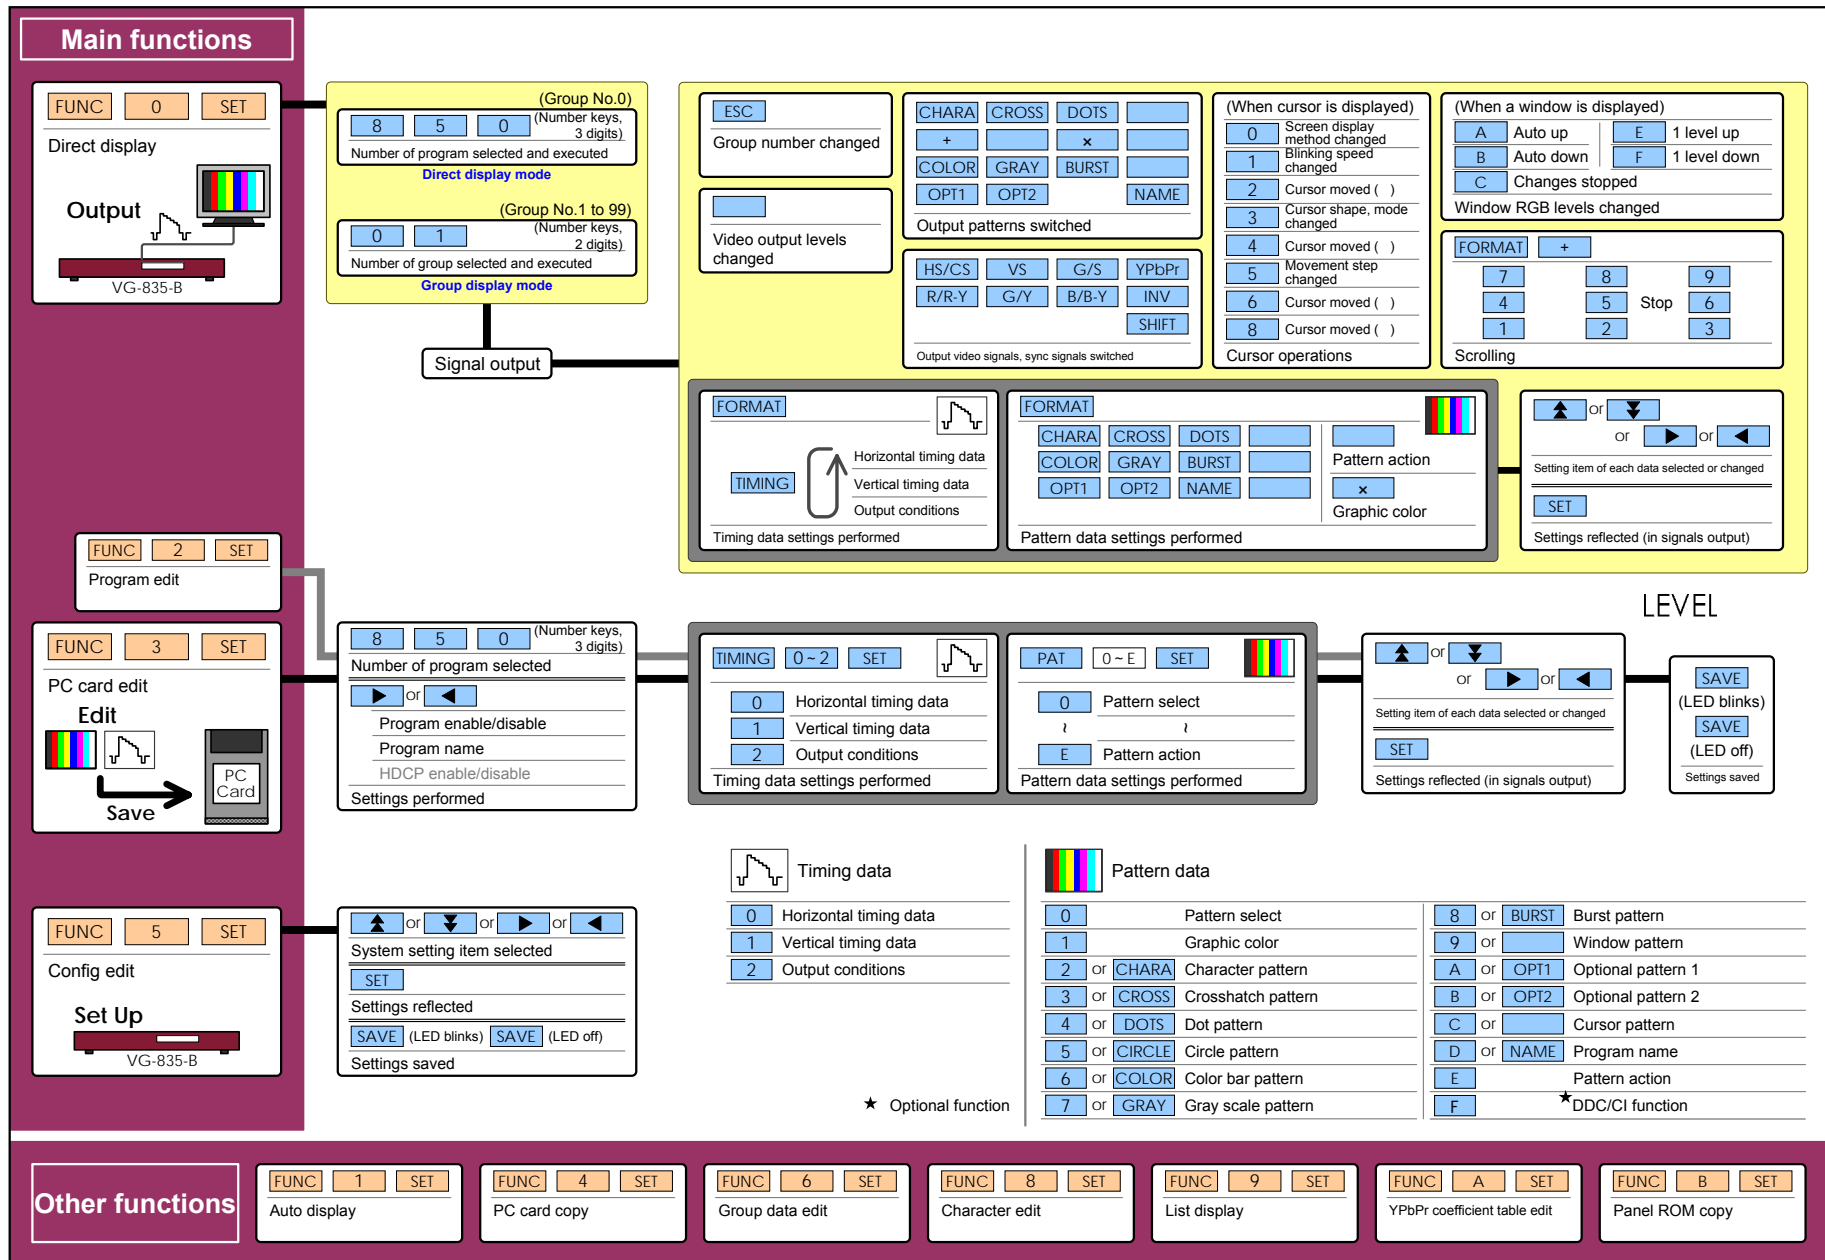 Main functions
FUNC 0 SET
Direct display
Output
VG-835-B
(Group No.0)
8 5 0 (Number keys,
3 digits)
Number of program selected and executed
Direct display mode
(Group No.1 to 99)
0 1 (Number keys,
2 digits)
Number of group selected and executed
Group display mode
Signal output
ESC
Group number changed
Video output levels
changed
CHARA CROSS DOTS
+ ×
COLOR GRAY BURST
OPT1 OPT2 NAME
Output patterns switched
HS/CS VS G/S YPbPr
R/R-Y G/Y B/B-Y INV
SHIFT
Output video signals, sync signals switched
(When cursor is displayed)
0 Screen display
method changed
1 Blinking speed
changed
2 Cursor moved ( )
3 Cursor shape, mode
changed
4 Cursor moved ( )
5 Movement step
changed
6 Cursor moved ( )
8 Cursor moved ( )
Cursor operations
(When a window is displayed)
A Auto up E 1 level up
B Auto down F 1 level down
C Changes stopped
Window RGB levels changed
FORMAT +
7 8 9
4 5 Stop 6
1 2 3
Scrolling
FORMAT
TIMING
Horizontal timing data
Vertical timing data
Output conditions
Timing data settings performed
FORMAT
CHARA CROSS DOTS
COLOR GRAY BURST
OPT1 OPT2 NAME
Pattern action
×
Graphic color
Pattern data settings performed
or
or or
Setting item of each data selected or changed
SET
Settings reflected (in signals output)
FUNC 2 SET
Program edit
LEVEL
FUNC 3 SET
PC card edit
Edit
PC
Card
Save
8 5 0 (Number keys,
3 digits)
Number of program selected
or
Program enable/disable
Program name
HDCP enable/disable
Settings performed
TIMING 0 ~ 2 SET
0 Horizontal timing data
1 Vertical timing data
2 Output conditions
Timing data settings performed
PAT 0 ~ E SET
0 Pattern select
~ ~
E Pattern action
Pattern data settings performed
or
or or
Setting item of each data selected or changed
SET
Settings reflected (in signals output)
SAVE
(LED blinks)
SAVE
(LED off)
Settings saved
FUNC 5 SET
Config edit
Set Up
VG-835-B
or or or
System setting item selected
SET
Settings reflected
SAVE (LED blinks) SAVE (LED off)
Settings saved
Timing data
0 Horizontal timing data
1 Vertical timing data
2 Output conditions
★ Optional function
Pattern data
0 Pattern select
1 Graphic color
2 or CHARA Character pattern
3 or CROSS Crosshatch pattern
4 or DOTS Dot pattern
5 or CIRCLE Circle pattern
6 or COLOR Color bar pattern
7 or GRAY Gray scale pattern
8 or BURST Burst pattern
9 or Window pattern
A or OPT1 Optional pattern 1
B or OPT2 Optional pattern 2
C or Cursor pattern
D or NAME Program name
E Pattern action
F ★DDC/CI function
Other functions
FUNC 1 SET
Auto display
FUNC 4 SET
PC card copy
FUNC 6 SET
Group data edit
FUNC 8 SET
Character edit
FUNC 9 SET
List display
FUNC A SET
YPbPr coefficient table edit
FUNC B SET
Panel ROM copy